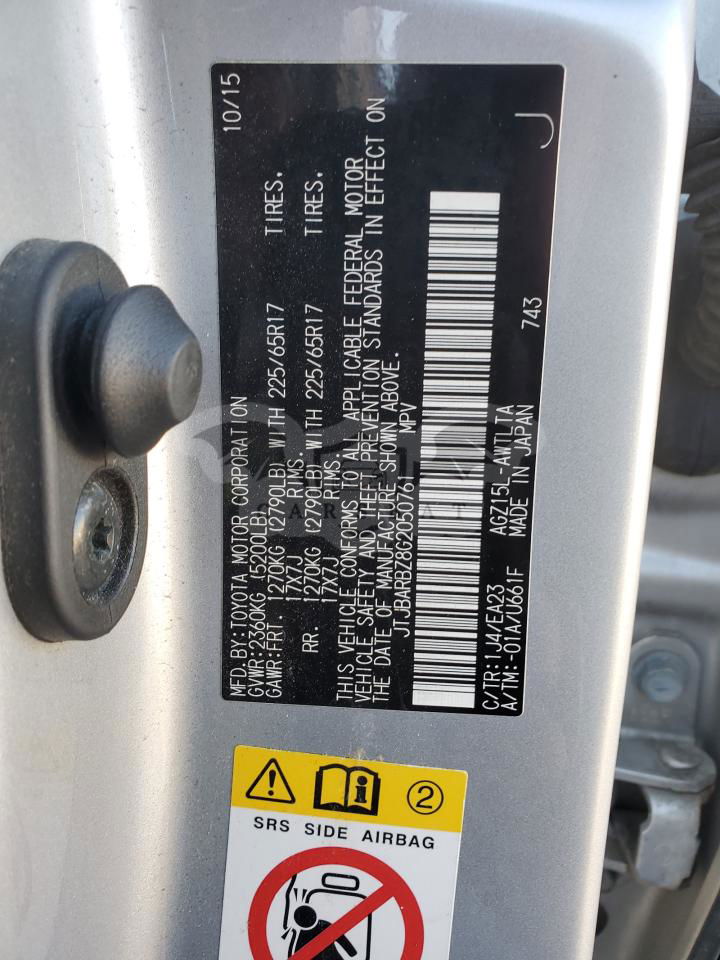 MFD.BY:TOYOTA MOTOR CORPORATION 10/15
GVWR:2360KG (5200LBS)
GAWR:FRT. 1270KG (2790LB) WITH 225/65R17 TIRES.
17X7J RIMS.
RR. 1270KG (2790LB) WITH 225/65R17 TIRES.
17X7J RIMS.
THIS VEHICLE CONFORMS TO ALL APPLICABLE FEDERAL MOTOR
VEHICLE SAFETY AND THEFT PREVENTION STANDARDS IN EFFECT ON
THE DATE OF MANUFACTURE SHOWN ABOVE.
JTJBARBZ8G2050761 MPV
C/TR:1J4/EA23 AGZ15L-AWTLTA
A/TM:-01A/U661F MADE IN JAPAN 743 J
i 2
SRS SIDE AIRBAG